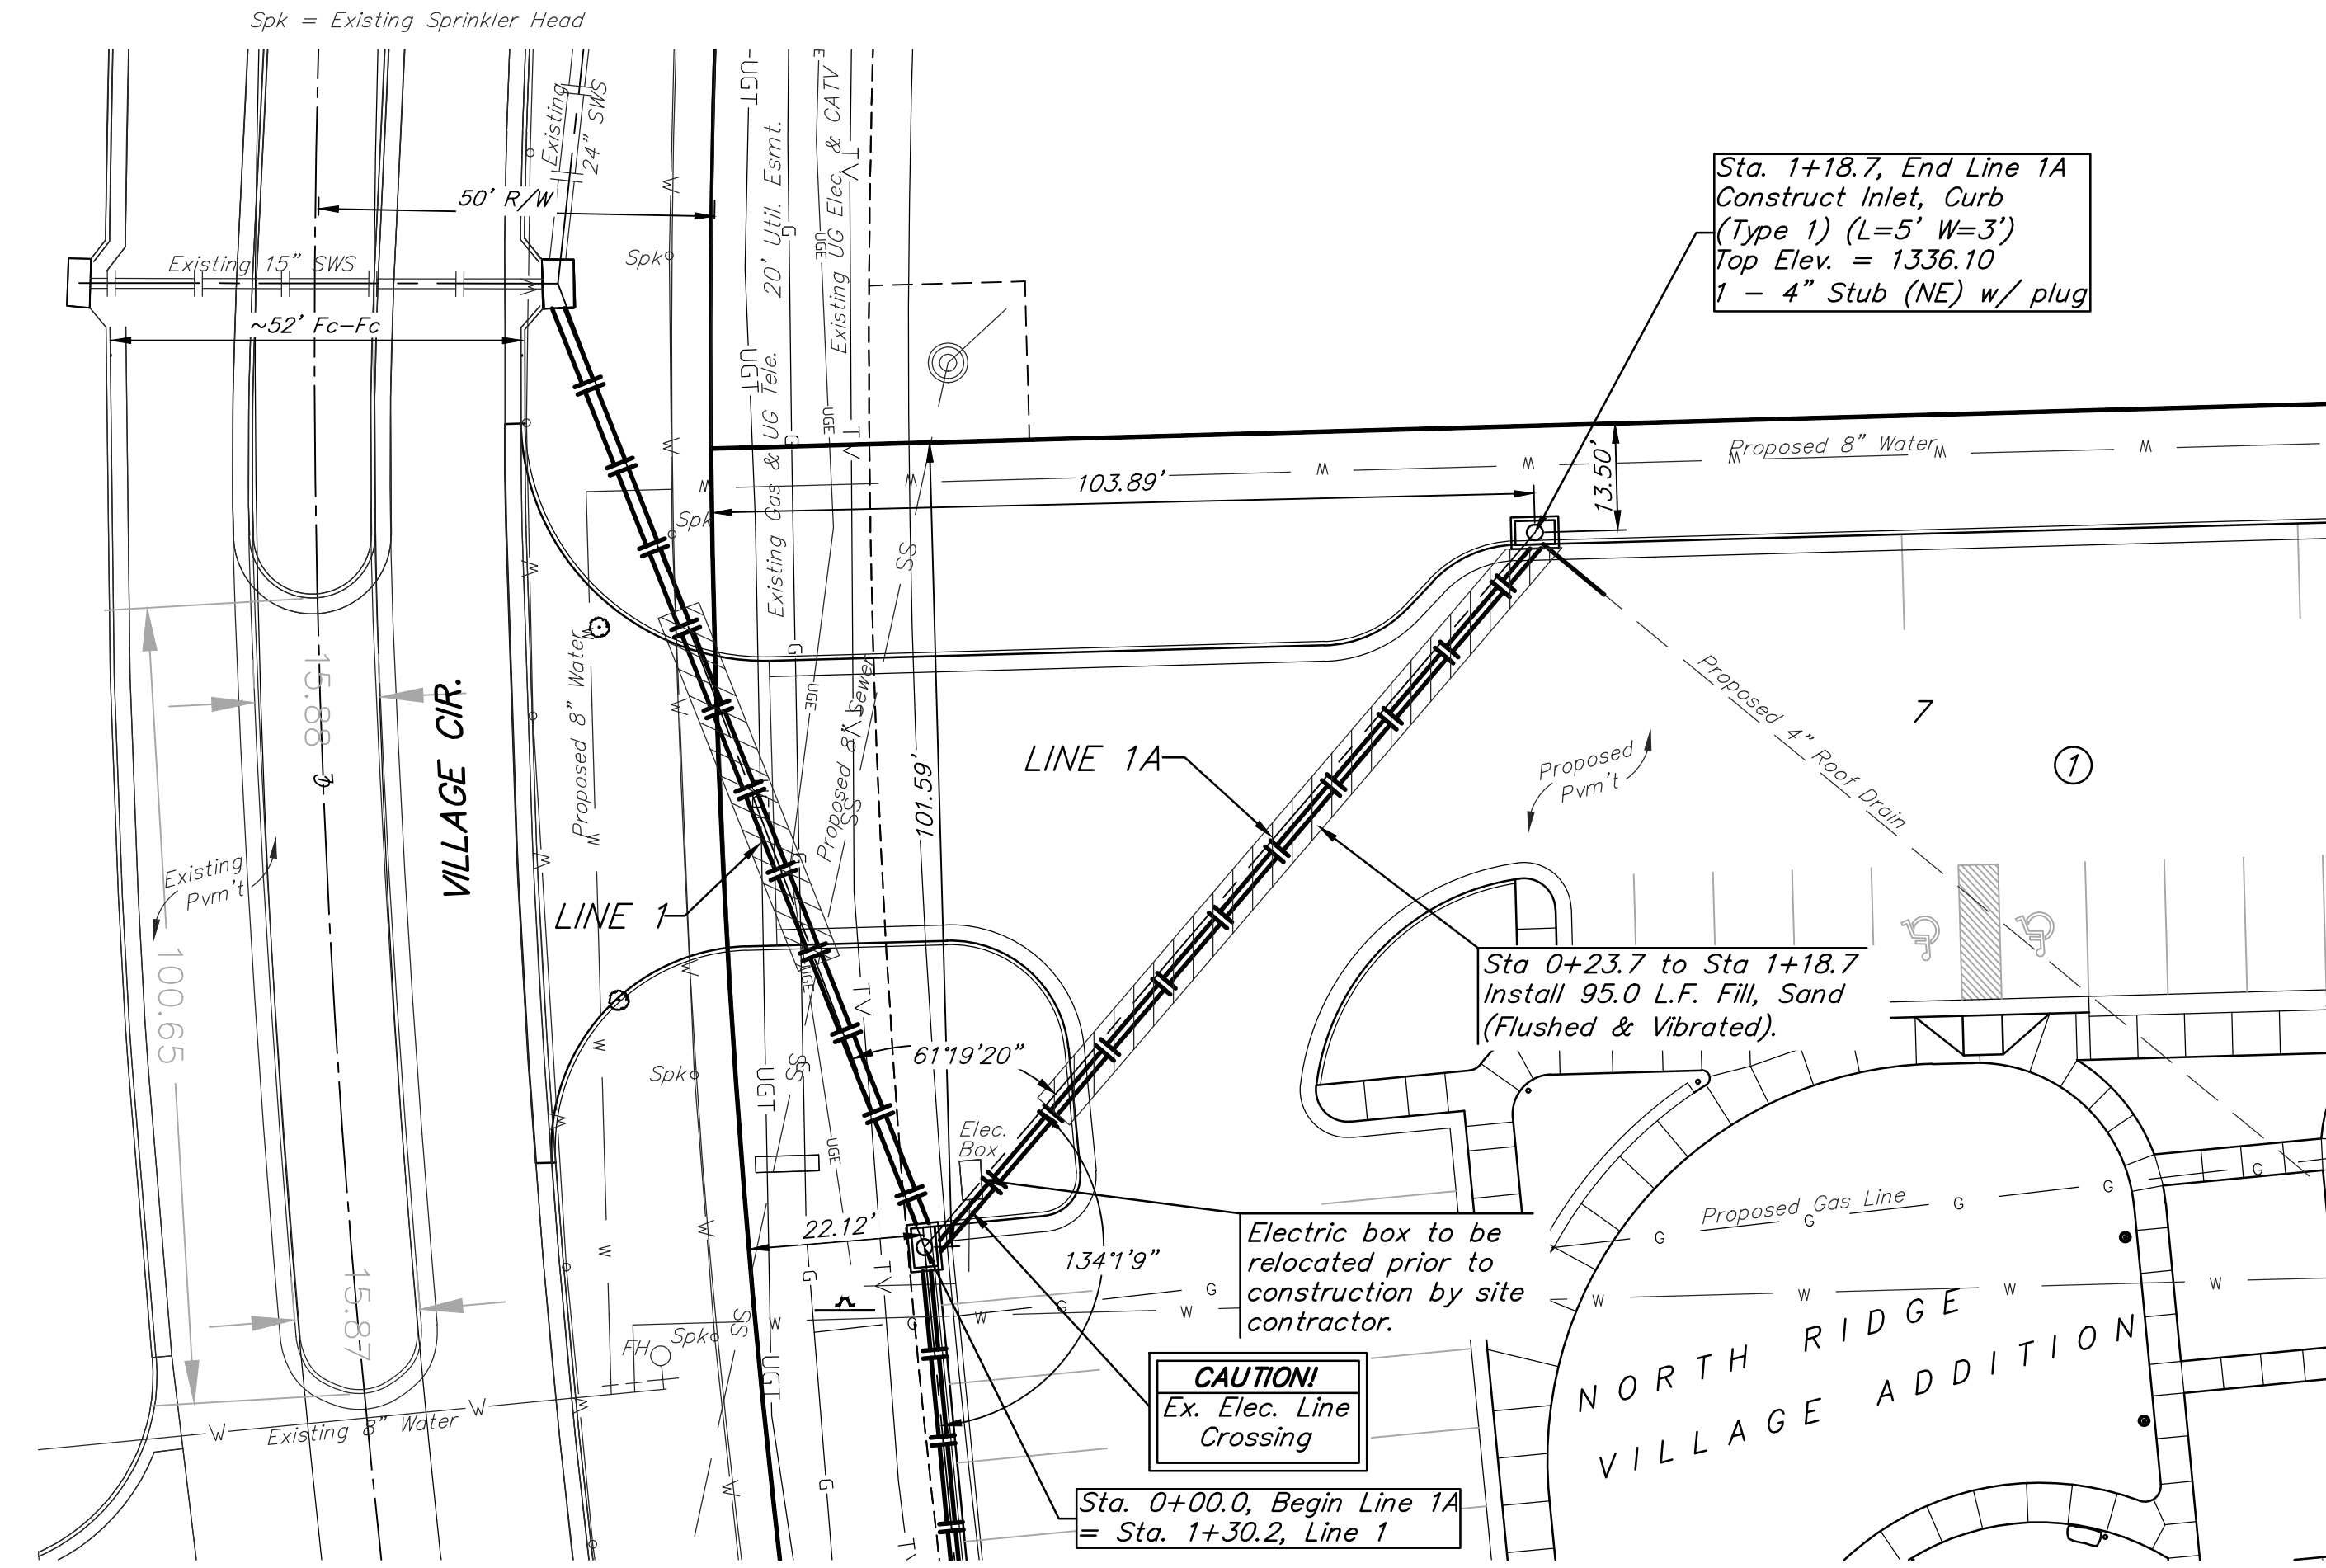 Spk = Existing Sprinkler Head
Existing
24" SWS
50' R/W
Existing 15" SWS
~52' Fc-Fc
Spk
UGT
20' Util. Esmt.
Existing Gas & UG Tele.
Existing UG Elec. & CATV
UGE
TV
G
W
Sta. 1+18.7, End Line 1A
Construct Inlet, Curb
(Type 1) (L=5' W=3')
Top Elev. = 1336.10
1 - 4" Stub (NE) w/ plug
Proposed 8" Water
103.89'
13.50'
Spk
SS
15.88
VILLAGE CIR.
Proposed 8" Water
Proposed 8" Sewer
101.59'
LINE 1A
Proposed
Pvm't
Proposed 4" Roof Drain
7
1
Existing
Pvm't
100.65
LINE 1
Sta 0+23.7 to Sta 1+18.7
Install 95.0 L.F. Fill, Sand
(Flushed & Vibrated).
61°19'20"
Spk
Elec.
Box
22.12'
134°1'9"
Electric box to be
relocated prior to
construction by site
contractor.
Proposed Gas Line
15.87
FH
Spk
CAUTION!
Ex. Elec. Line
Crossing
NORTH RIDGE
VILLAGE ADDITION
Existing 8" Water
Sta. 0+00.0, Begin Line 1A
= Sta. 1+30.2, Line 1